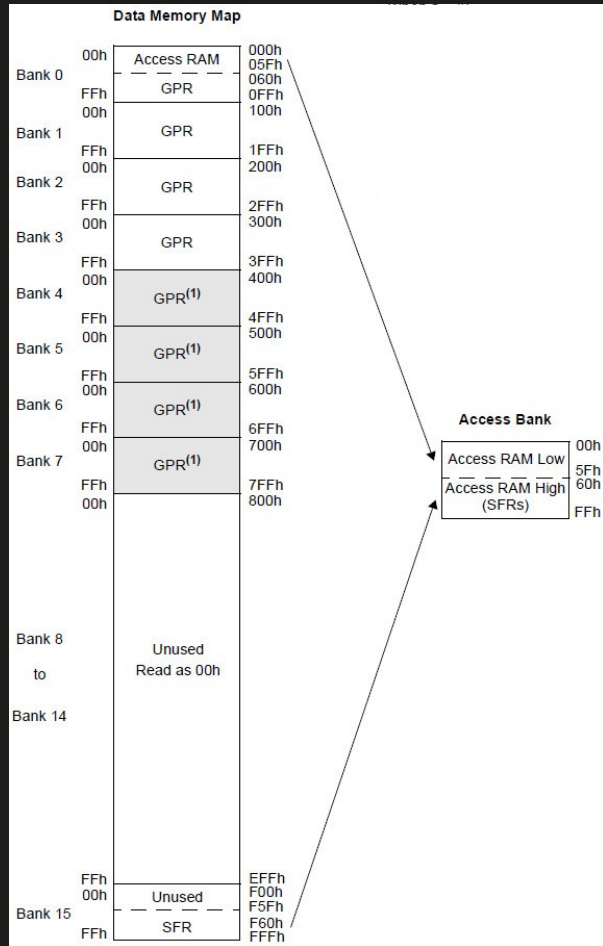 Data Memory Map
Bank 0
00h
Access RAM
000h
05Fh
060h
FFh
GPR
0FFh
Bank 1
00h
GPR
100h
FFh
1FFh
Bank 2
00h
GPR
200h
FFh
2FFh
Bank 3
00h
GPR
300h
FFh
3FFh
Bank 4
00h
GPR(1)
400h
FFh
4FFh
Bank 5
00h
GPR(1)
500h
FFh
5FFh
Bank 6
00h
GPR(1)
600h
FFh
6FFh
Bank 7
00h
GPR(1)
700h
FFh
7FFh
Bank 8
to
Bank 14
00h
Unused
Read as 00h
800h
FFh
EFFh
Bank 15
00h
Unused
F00h
F5Fh
SFR
F60h
FFh
FFFh
Access Bank
Access RAM Low
00h
5Fh
Access RAM High
(SFRs)
60h
FFh